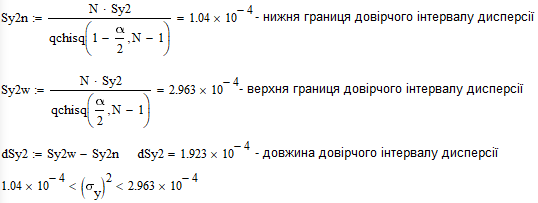 Sy2n := N · Sy2 / qchisq(1 − α/2, N − 1) = 1.04 × 10^−4 - нижня границя довірчого інтервалу дисперсії
Sy2w := N · Sy2 / qchisq(α/2, N − 1) = 2.963 × 10^−4 - верхня границя довірчого інтервалу дисперсії
dSy2 := Sy2w − Sy2n dSy2 = 1.923 × 10^−4 - довжина довірчого інтервалу дисперсії
1.04 × 10^−4 < (σ_y)^2 < 2.963 × 10^−4